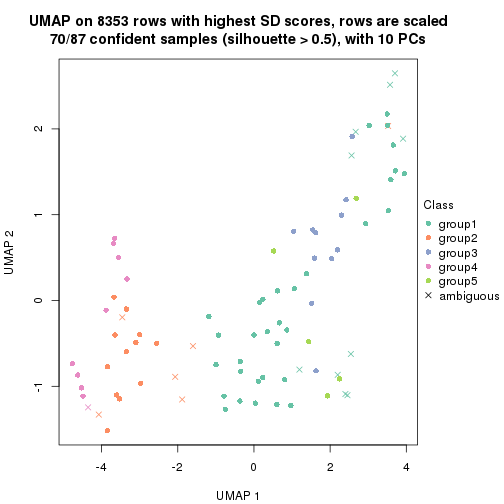 UMAP on 8353 rows with highest SD scores, rows are scaled
70/87 confident samples (silhouette > 0.5), with 10 PCs
UMAP 2
2
1
0
-1
-4
-2
0
2
4
UMAP 1
Class
group1
group2
group3
group4
group5
ambiguous